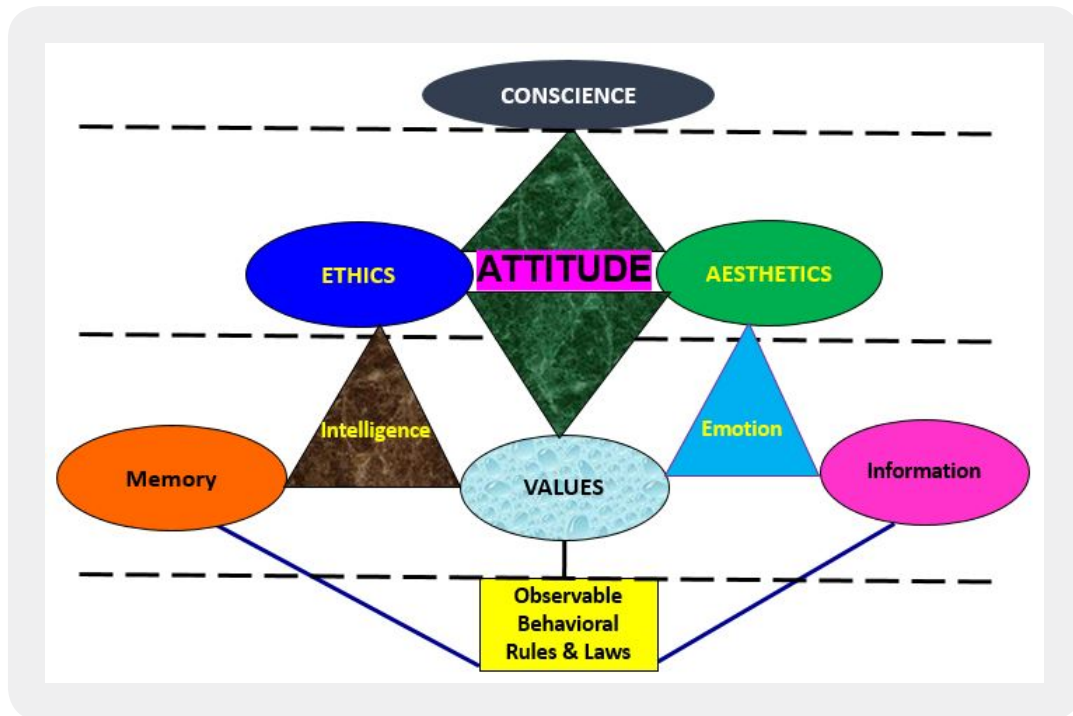 CONSCIENCE
ETHICS
ATTITUDE
AESTHETICS
Intelligence
Emotion
Memory
VALUES
Information
Observable
Behavioral
Rules & Laws